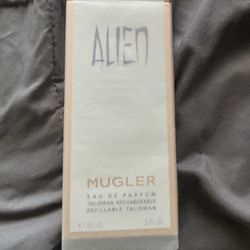 ALIEN
MUGLER
EAU DE PARFUM
TALISMAN RECHARGEABLE
REFILLABLE TALISMAN